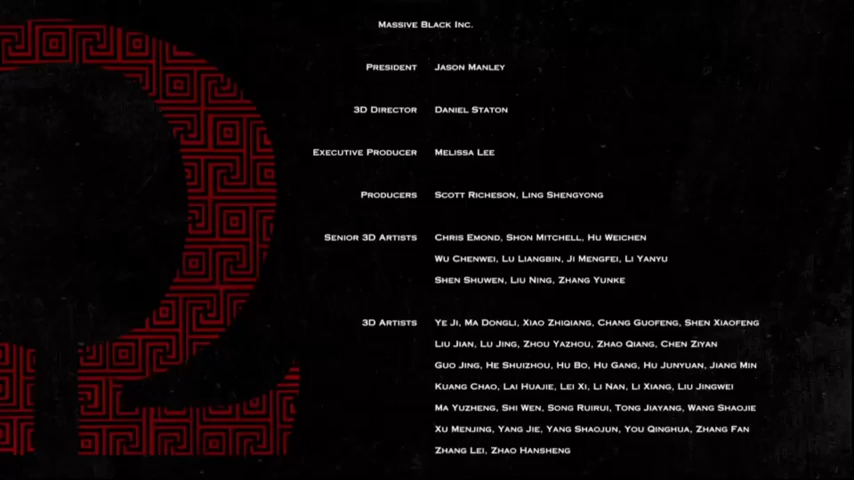 Massive Black Inc.
President Jason Manley
3D Director Daniel Staton
Executive Producer Melissa Lee
Producers Scott Richeson, Ling Shengyong
Senior 3D Artists Chris Emond, Shon Mitchell, Hu Weichen
Wu Chenwei, Lu Liangbin, Ji Mengfei, Li Yanyu
Shen Shuwen, Liu Ning, Zhang Yunke
3D Artists Ye Ji, Ma Dongli, Xiao Zhiqiang, Chang Guofeng, Shen Xiaofeng
Liu Jian, Lu Jing, Zhou Yazhou, Zhao Qiang, Chen Ziyan
Guo Jing, He Shuizhou, Hu Bo, Hu Gang, Hu Junyuan, Jiang Min
Kuang Chao, Lai Huajie, Lei Xi, Li Nan, Li Xiang, Liu Jingwei
Ma Yuzheng, Shi Wen, Song Ruirui, Tong Jiayang, Wang Shaojie
Xu Menjing, Yang Jie, Yang Shaojun, You Qinghua, Zhang Fan
Zhang Lei, Zhao Hansheng